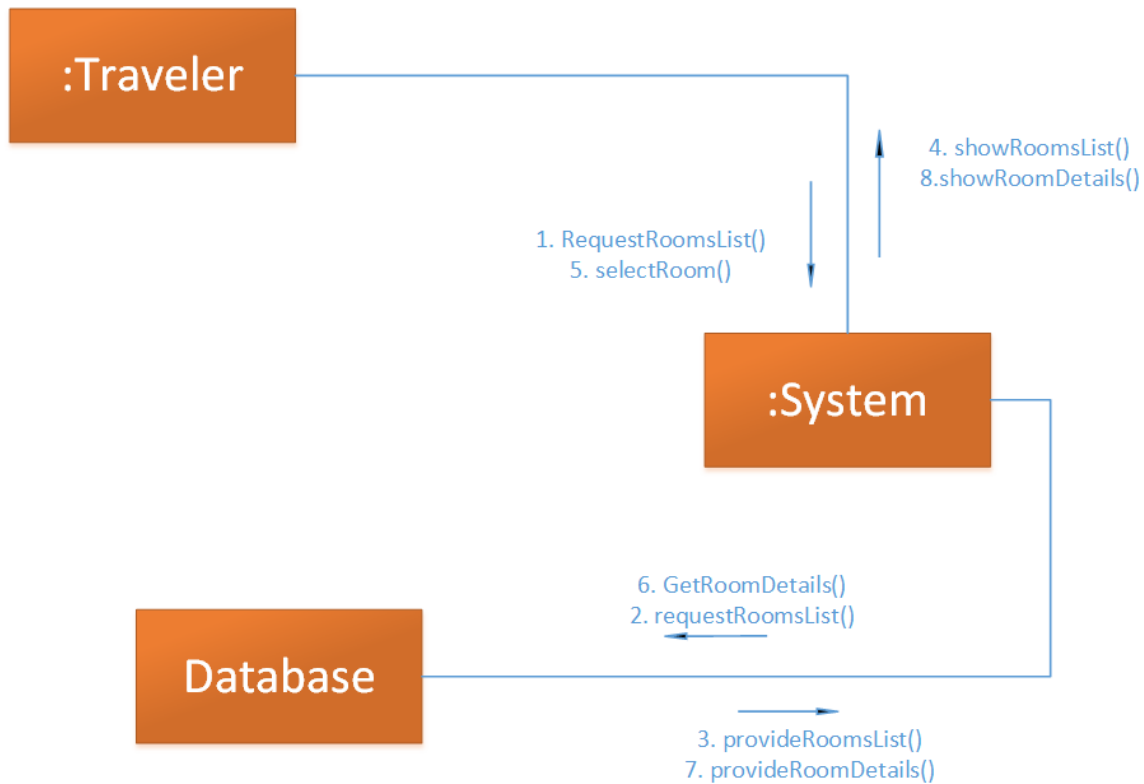 :Traveler
4. showRoomsList()
8.showRoomDetails()
1. RequestRoomsList()
5. selectRoom()
:System
6. GetRoomDetails()
2. requestRoomsList()
Database
3. provideRoomsList()
7. provideRoomDetails()